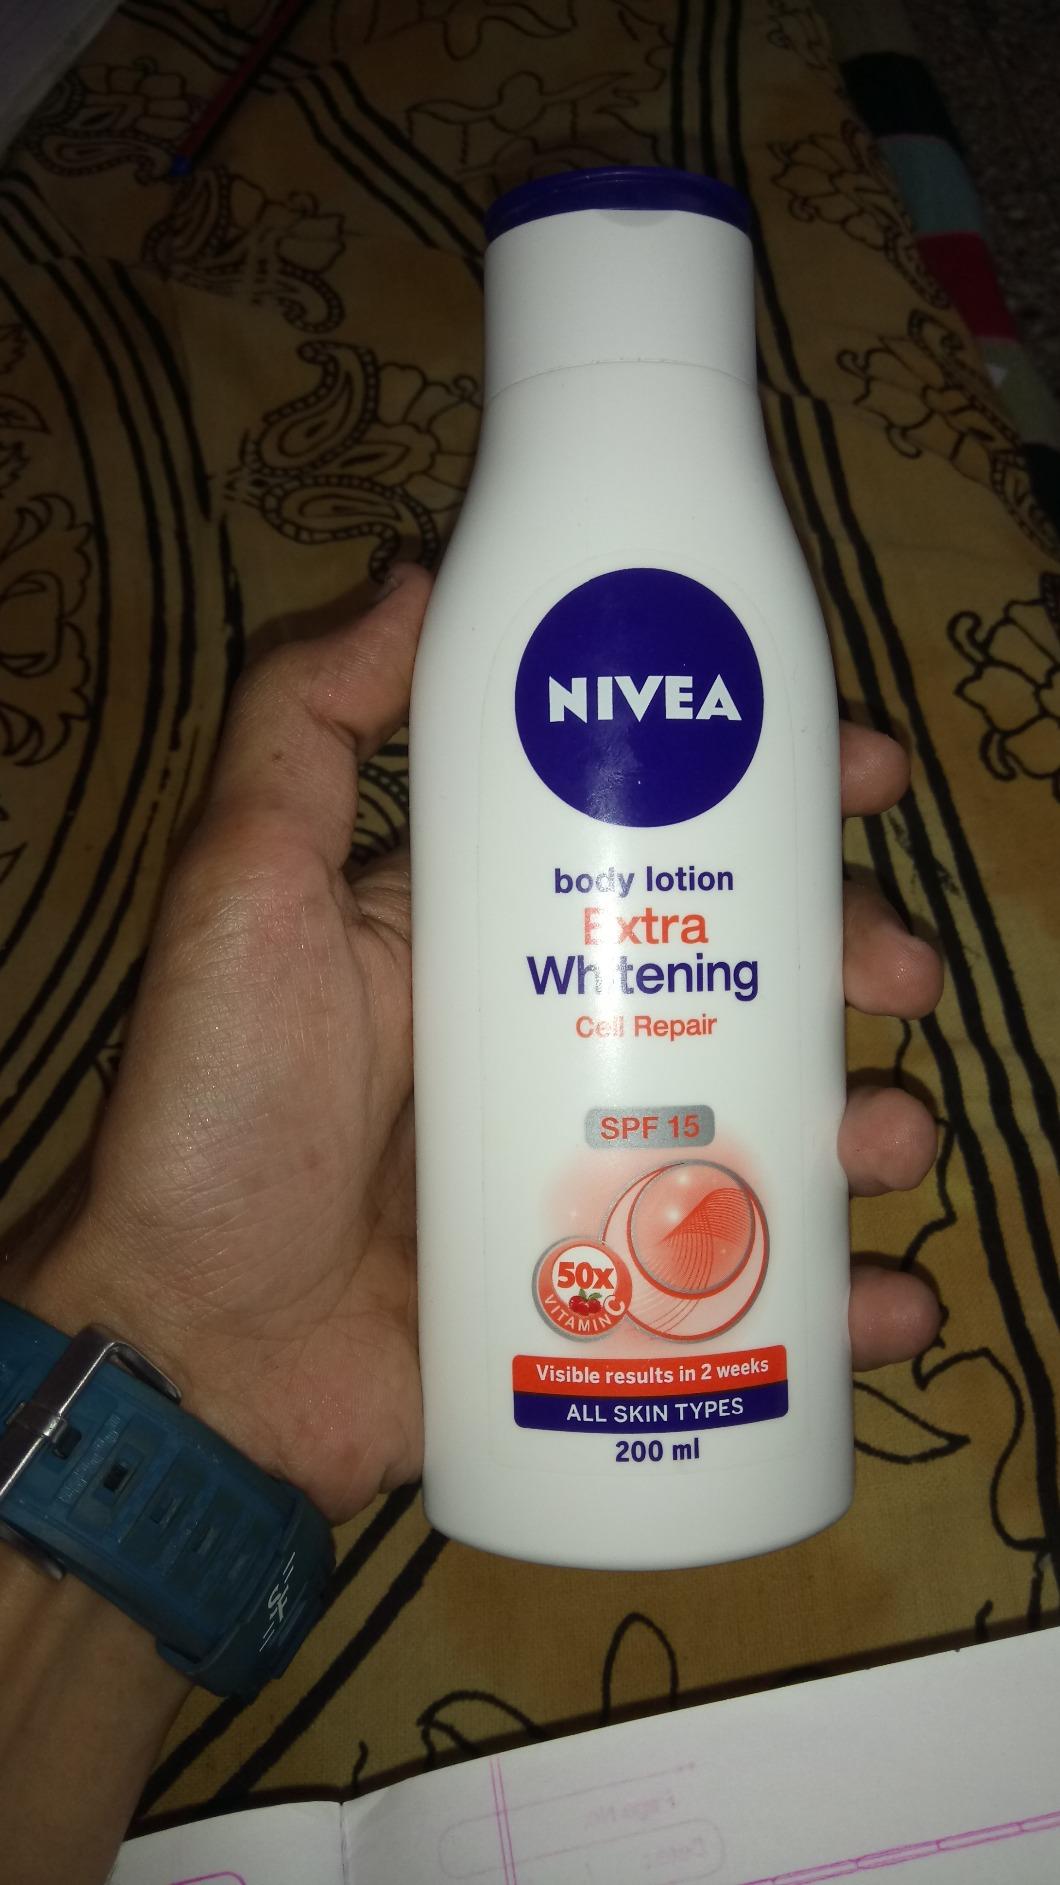 NIVEA
body lotion
Extra
Whitening
Cell Repair
SPF 15
50x
VITAMIN C
Visible results in 2 weeks
ALL SKIN TYPES
200 ml